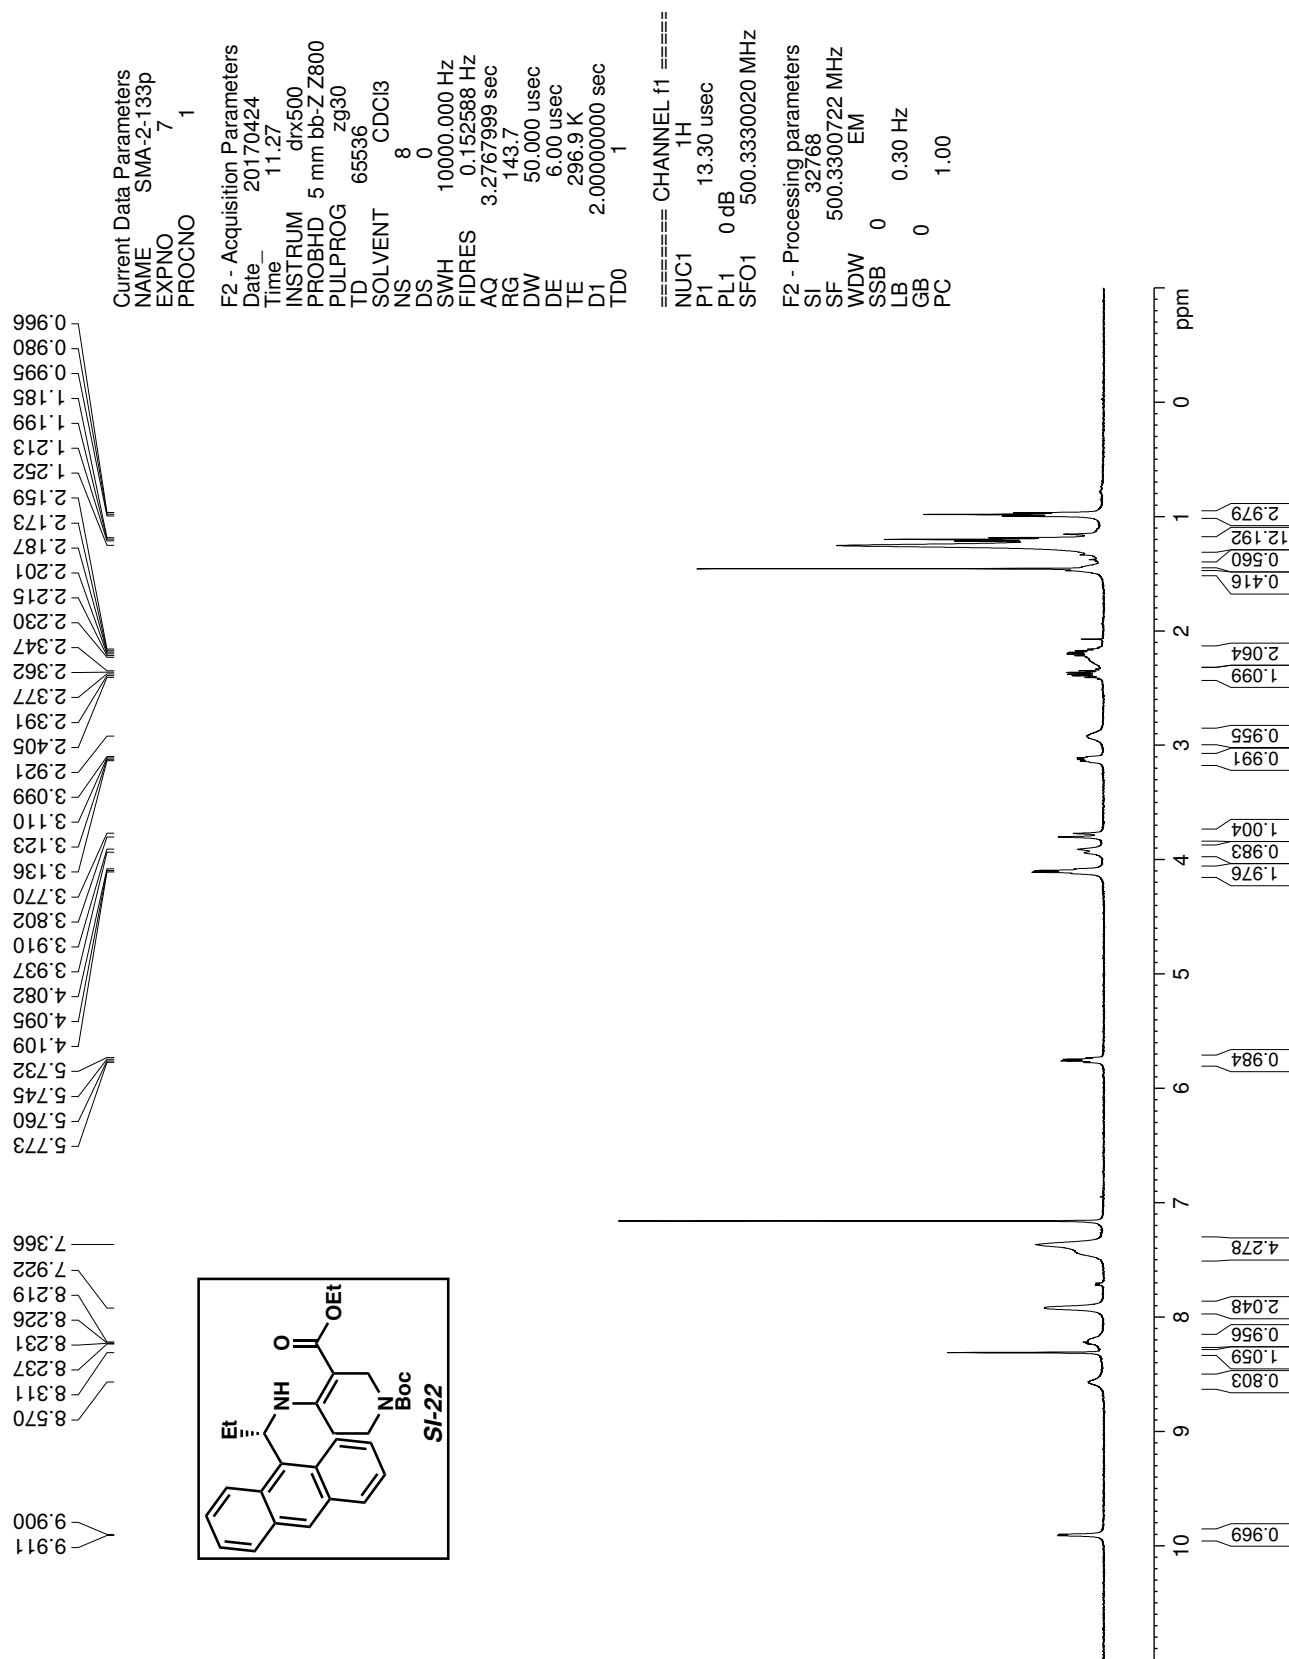 Current Data Parameters
NAME SMA-2-133p
EXPNO 7
PROCNO 1
F2 - Acquisition Parameters
Date_ 20170424
Time 11.27
INSTRUM drx500
PROBHD 5 mm bb-Z Z800
PULPROG zg30
TD 65536
SOLVENT CDCl3
NS 8
DS 0
SWH 10000.000 Hz
FIDRES 0.152588 Hz
AQ 3.2767999 sec
RG 143.7
DW 50.000 usec
DE 6.00 usec
TE 296.9 K
D1 2.00000000 sec
TD0 1
======== CHANNEL f1 ========
NUC1 1H
P1 13.30 usec
PL1 0 dB
SFO1 500.3330020 MHz
F2 - Processing parameters
SI 32768
SF 500.3300722 MHz
WDW EM
SSB 0
LB 0.30 Hz
GB 0
PC 1.00
9.911
9.900
8.570
8.311
8.237
8.231
8.226
8.219
7.922
7.366
5.773
5.760
5.745
5.732
4.109
4.095
4.082
3.937
3.910
3.802
3.770
3.136
3.123
3.110
3.099
2.921
2.405
2.391
2.377
2.362
2.347
2.230
2.215
2.201
2.187
2.173
2.159
1.252
1.213
1.199
1.185
0.995
0.980
0.966
Et
NH
O
OEt
N
Boc
SI-22
10 9 8 7 6 5 4 3 2 1 0 ppm
0.969
0.803
1.059
0.956
2.048
4.278
0.984
1.976
0.983
1.004
0.991
0.955
1.099
2.064
0.416
0.560
12.192
2.979